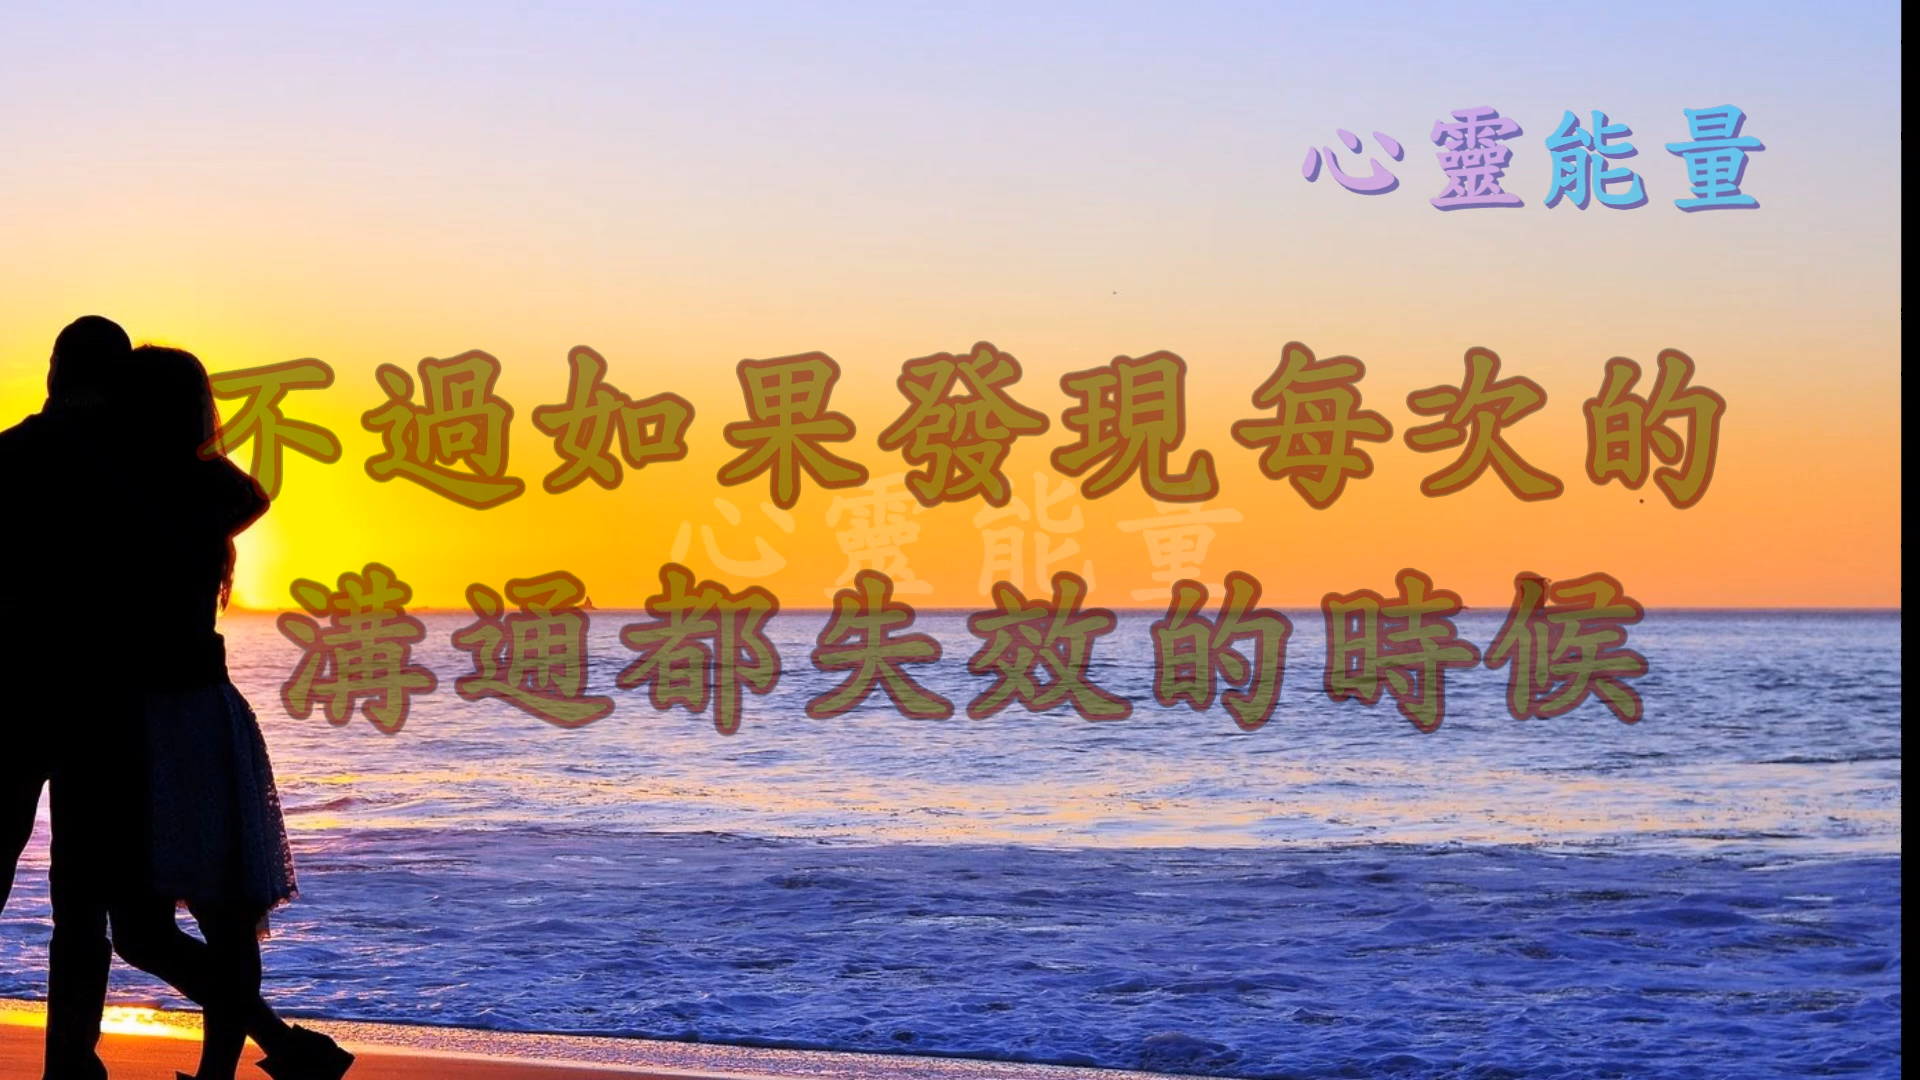 心靈能量
不過如果發現每次的
心靈能量
溝通都失效的時候